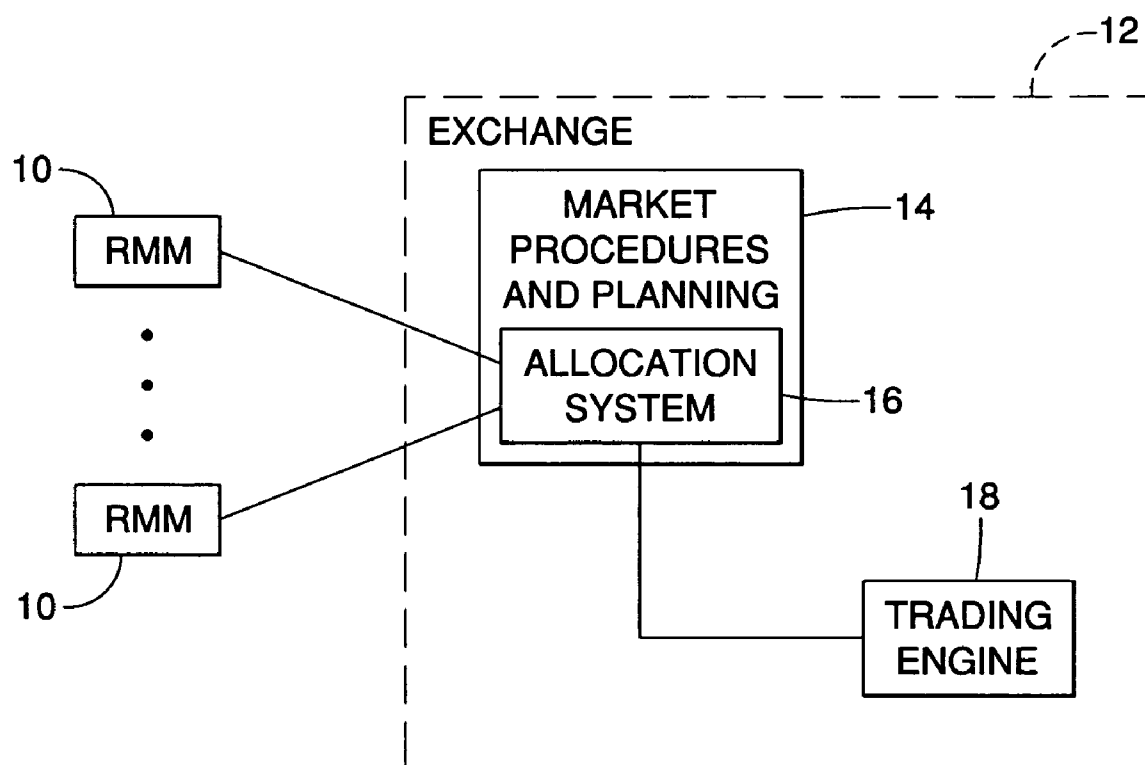 12
EXCHANGE
10
RMM
MARKET
PROCEDURES
AND PLANNING
14
ALLOCATION
SYSTEM
16
RMM
10
18
TRADING
ENGINE